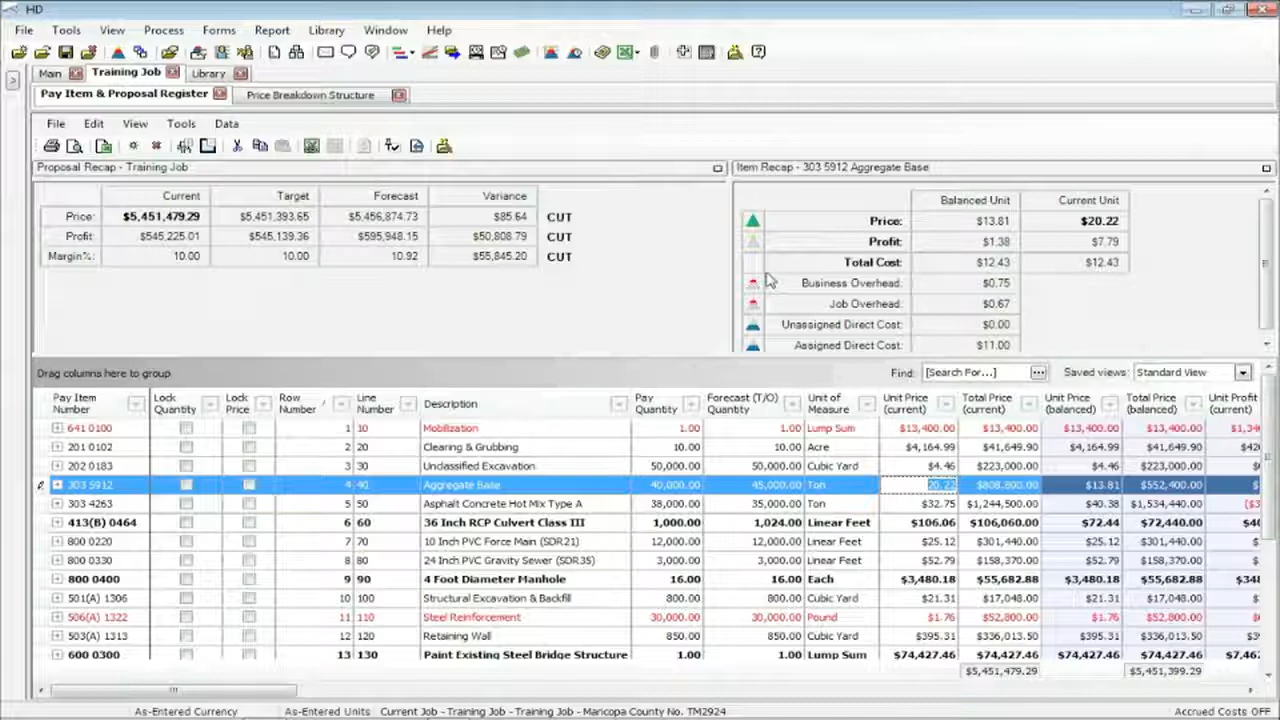 HD
File Tools View Process Forms Report Library Window Help
Main Training Job Library
Pay Item & Proposal Register Price Breakdown Structure
File Edit View Tools Data
Proposal Recap - Training Job
Current Target Forecast Variance
Price: $5,451,479.29 $5,451,393.65 $5,456,874.73 $85.64 CUT
Profit: $545,225.01 $545,139.36 $595,948.15 $50,808.79 CUT
Margin%: 10.00 10.00 10.92 $55,845.20 CUT
Item Recap - 303 5912 Aggregate Base
Balanced Unit Current Unit
Price: $13.81 $20.22
Profit: $1.38 $7.79
Total Cost: $12.43 $12.43
Business Overhead: $0.75
Job Overhead: $0.67
Unassigned Direct Cost: $0.00
Assigned Direct Cost: $11.00
Drag columns here to group Find: [Search For...] Saved views: Standard View
Pay Item Number Lock Quantity Lock Price Row Number Line Number Description Pay Quantity Forecast (T/O) Quantity Unit of Measure Unit Price (current) Total Price (current) Unit Price (balanced) Total Price (balanced) Unit Profit (current)
641 0100 1 10 Mobilization 1.00 1.00 Lump Sum $13,400.00 $13,400.00 $13,400.00 $13,400.00
201 0102 2 20 Clearing & Grubbing 10.00 10.00 Acre $4,164.99 $41,649.90 $4,164.99 $41,649.90
202 0183 3 30 Unclassified Excavation 50,000.00 50,000.00 Cubic Yard $4.46 $223,000.00 $4.46 $223,000.00
303 5912 4 40 Aggregate Base 40,000.00 45,000.00 Ton 20.22 $808,800.00 $13.81 $552,400.00
303 4263 5 50 Asphalt Concrete Hot Mix Type A 38,000.00 35,000.00 Ton $32.75 $1,244,500.00 $40.38 $1,534,440.00
413(B) 0464 6 60 36 Inch RCP Culvert Class III 1,000.00 1,024.00 Linear Feet $106.06 $106,060.00 $72.44 $72,440.00
800 0220 7 70 10 Inch PVC Force Main (SDR21) 12,000.00 12,000.00 Linear Feet $25.12 $301,440.00 $25.12 $301,440.00
800 0330 8 80 24 Inch PVC Gravity Sewer (SDR35) 3,000.00 3,000.00 Linear Feet $52.79 $158,370.00 $52.79 $158,370.00
800 0400 9 90 4 Foot Diameter Manhole 16.00 16.00 Each $3,480.18 $55,682.88 $3,480.18 $55,682.88
501(A) 1306 10 100 Structural Excavation & Backfill 800.00 800.00 Cubic Yard $21.31 $17,048.00 $21.31 $17,048.00
506(A) 1322 11 110 Steel Reinforcement 30,000.00 30,000.00 Pound $1.76 $52,800.00 $1.76 $52,800.00
503(A) 1313 12 120 Retaining Wall 850.00 850.00 Cubic Yard $395.31 $336,013.50 $395.31 $336,013.50
600 0300 13 130 Paint Existing Steel Bridge Structure 1.00 1.00 Lump Sum $74,427.46 $74,427.46 $74,427.46 $74,427.46
$5,451,479.29 $5,451,399.29
As-Entered Currency As-Entered Units Current Job - Training Job - Training Job - Maricopa County No. TM2924 Accrued Costs OFF